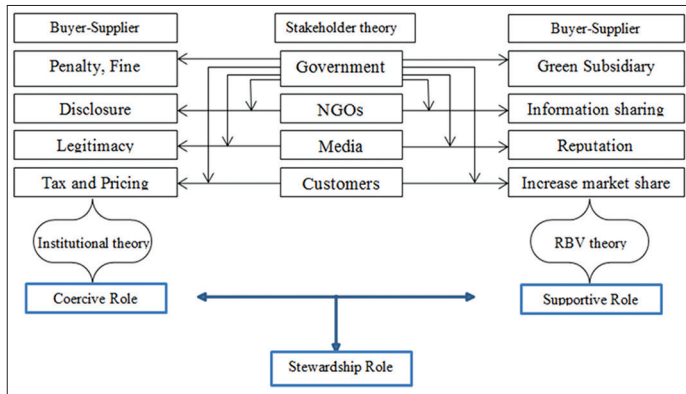 Buyer-Supplier
Stakeholder theory
Buyer-Supplier
Penalty, Fine
Government
Green Subsidiary
Disclosure
NGOs
Information sharing
Legitimacy
Media
Reputation
Tax and Pricing
Customers
Increase market share
Institutional theory
RBV theory
Coercive Role
Supportive Role
Stewardship Role